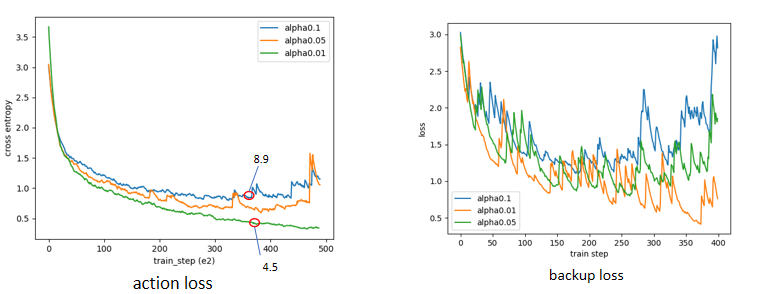 alpha0.1
alpha0.05
alpha0.01
3.5
3.0
2.5
2.0
1.5
1.0
0.5
cross entropy
8.9
4.5
0
100
200
300
400
500
train_step (e2)
action loss
3.0
2.5
2.0
1.5
1.0
0.5
loss
alpha0.1
alpha0.01
alpha0.05
0
50
100
150
200
250
300
350
400
train step
backup loss